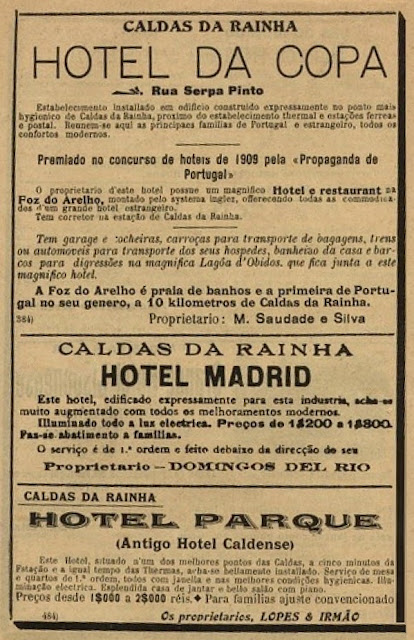 CALDAS DA RAINHA
HOTEL DA COPA
Rua Serpa Pinto
Estabelecimento installado em edificio construido expressamente no ponto mais
hygienico de Caldas da Rainha, proximo do estabelecimento thermal e estações ferreas
e postal. Reunem-se aqui as principaes familias de Portugal e estrangeiro, todos os
confortos modernos.
Premiado no concurso de hoteis de 1909 pela «Propaganda de
Portugal»
O proprietario d'este hotel possue um magnifico Hotel e restaurant na
Foz do Arelho, montado pelo systema inglez, offerecendo todas as commodida-
des d'um grande hotel estrangeiro.
Tem corretor na estação de Caldas da Rainha.
Tem garage e cocheiras, carroças para transporte de bagagens, trens
ou automoveis para transporte dos seus hospedes, banheiro da casa e bar-
cos para digressões na magnifica Lagôa d'Obidos, que fica junta a este
magnifico hotel.
A Foz do Arelho é praia de banhos e a primeira de Portu-
gal no seu genero, a 10 kilometros de Caldas da Rainha.
384) Proprietario: M. Saudade e Silva
CALDAS DA RAINHA
HOTEL MADRID
Este hotel, edificado expressamente para esta industria, acha-se
muito augmentado com todos os melhoramentos modernos.
Illuminado todo a luz electrica. Preços de 1$200 a 1$800.
Faz-se abatimento a familias.
O serviço é de 1.ª ordem e feito debaixo da direcção do seu
Proprietario—DOMINGOS DEL RIO
CALDAS DA RAINHA
HOTEL PARQUE
(Antigo Hotel Caldense)
Este Hotel, situado n'um dos melhores pontos das Caldas, a cinco minutos da
Estação e a igual tempo das Thermas, acha-se bellamente installado. Serviço de mesa
e quartos de 1.ª ordem, todos com janella e nas melhores condições hygienicas. Illu-
minação electrica. Esplendida casa de jantar e bello salão com piano.
Preços desde 1$000 a 2$000 réis. Para familias ajuste convencionado
484) Os proprietarios, LOPES & IRMÃO